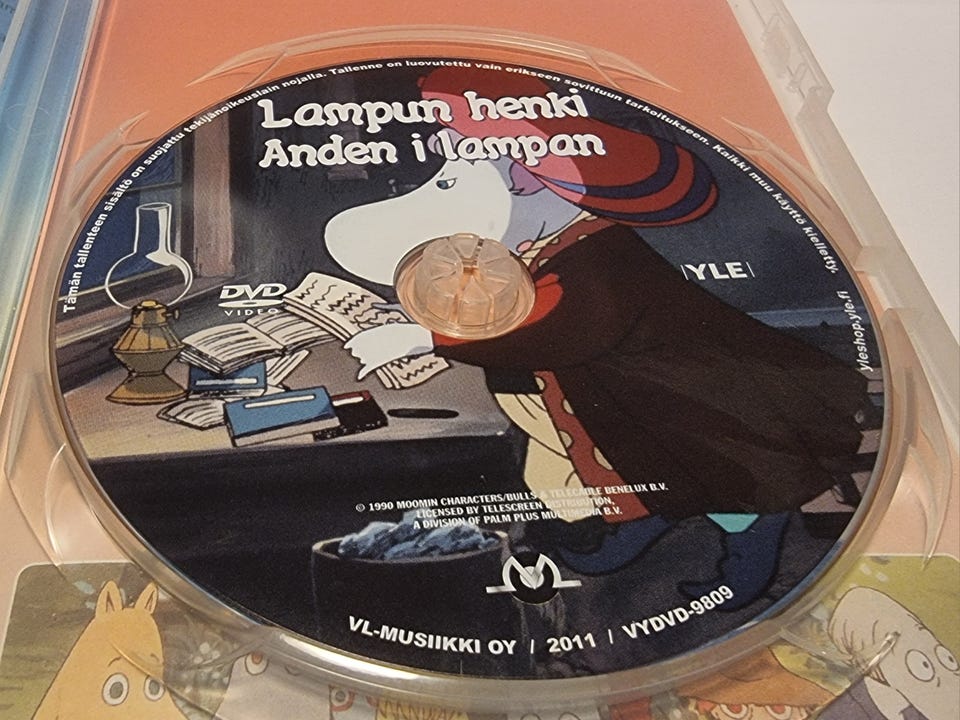 Tämän tallenteen sisältö on suojattu tekijänoikeuslain nojalla. Tallenne on luovutettu vain erikseen sovittuun tarkoitukseen. Kaikki muu käyttö kielletty.
Lampun henki
Anden i lampan
DVD
VIDEO
YLE
yleshop.yle.fi
© 1990 MOOMIN CHARACTERS/BULLS & TELECABLE BENELUX B.V.
LICENSED BY TELESCREEN DISTRIBUTION,
A DIVISION OF PALM PLUS MULTIMEDIA B.V.
VL-MUSIIKKI OY / 2011 / VYDVD-9809